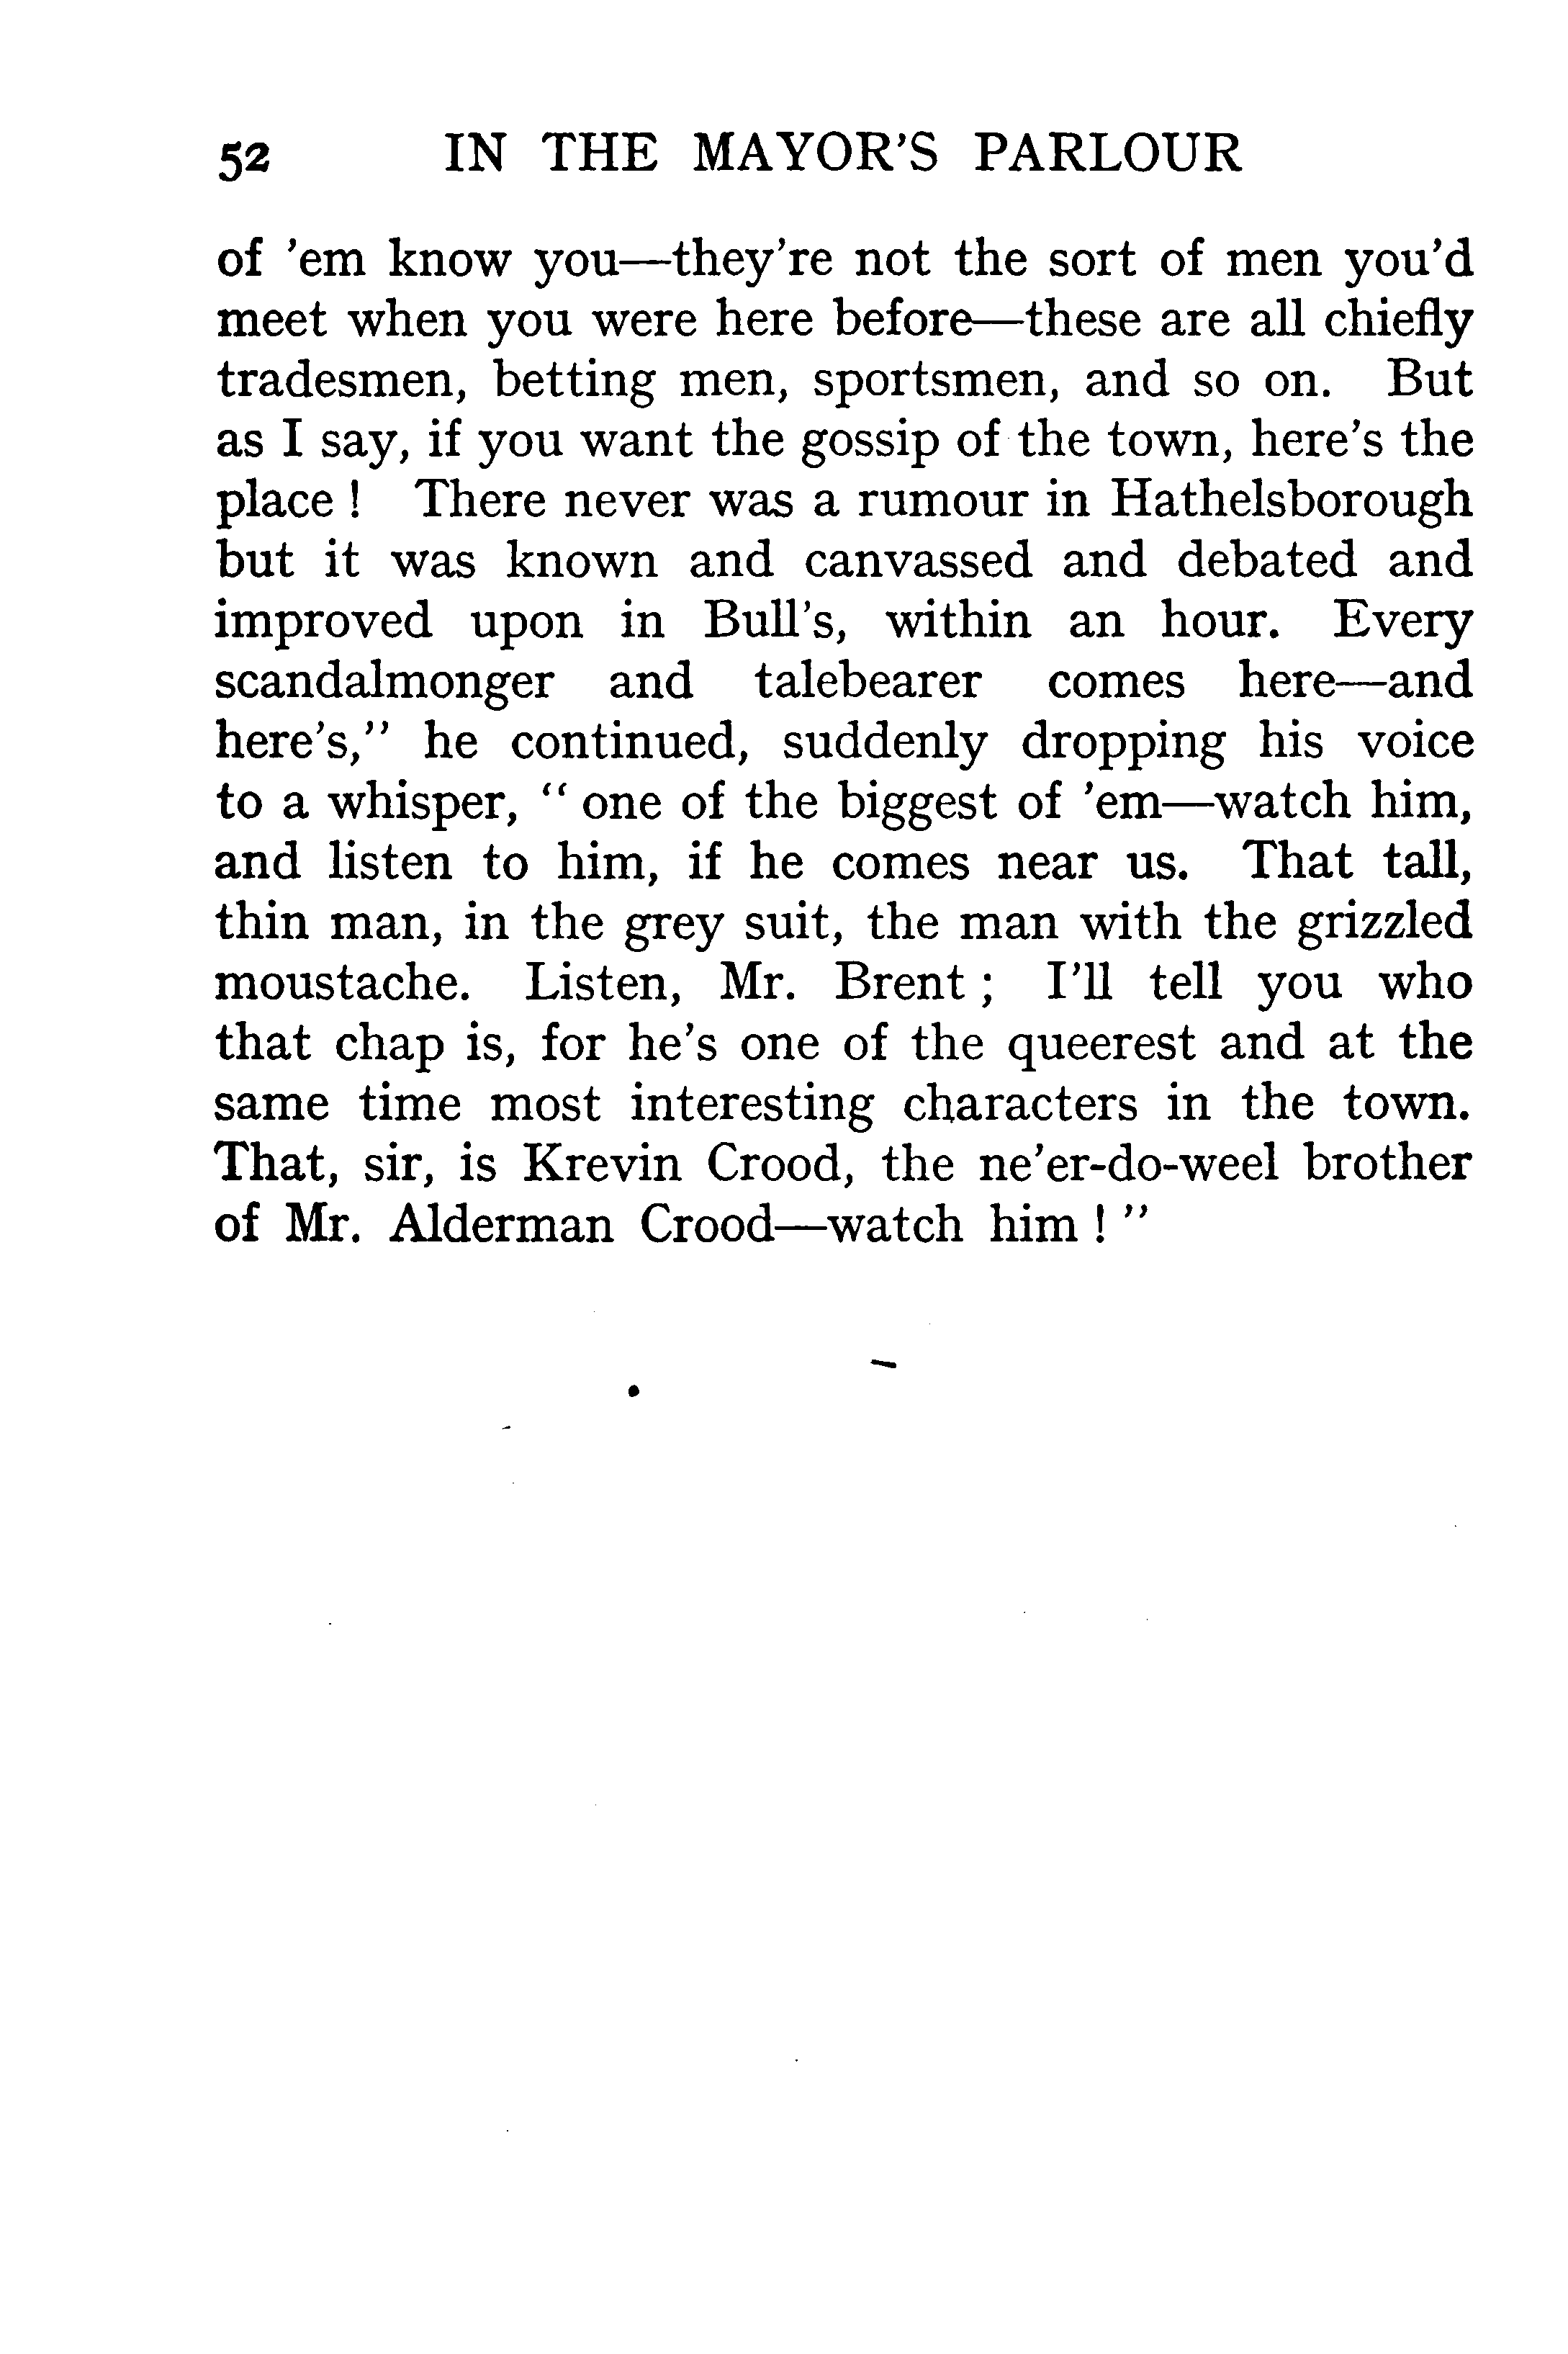 52 IN THE MAYOR'S PARLOUR
of 'em know you—they're not the sort of men you'd
meet when you were here before—these are all chiefly
tradesmen, betting men, sportsmen, and so on. But
as I say, if you want the gossip of the town, here's the
place ! There never was a rumour in Hathelsborough
but it was known and canvassed and debated and
improved upon in Bull's, within an hour. Every
scandalmonger and talebearer comes here—and
here's,” he continued, suddenly dropping his voice
to a whisper, “ one of the biggest of 'em—watch him,
and listen to him, if he comes near us. That tall,
thin man, in the grey suit, the man with the grizzled
moustache. Listen, Mr. Brent ; I'll tell you who
that chap is, for he's one of the queerest and at the
same time most interesting characters in the town.
That, sir, is Krevin Crood, the ne'er-do-weel brother
of Mr. Alderman Crood—watch him ! ”